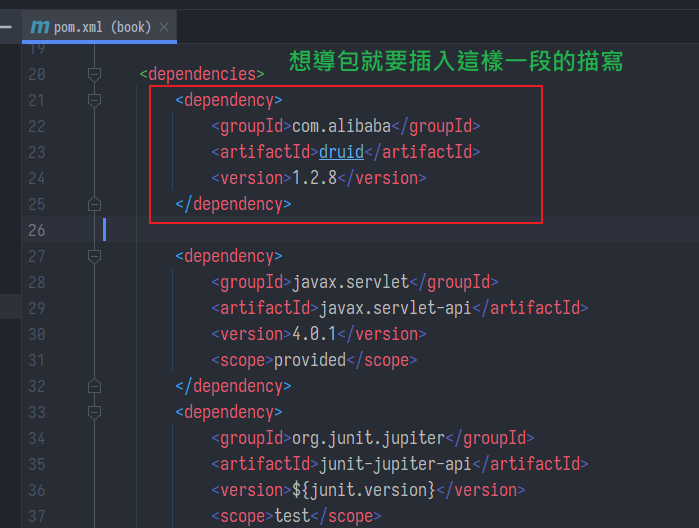 pom.xml (book)
19
20 <dependencies> 想導包就要插入這樣一段的描寫
21 <dependency>
22 <groupId>com.alibaba</groupId>
23 <artifactId>druid</artifactId>
24 <version>1.2.8</version>
25 </dependency>
26
27 <dependency>
28 <groupId>javax.servlet</groupId>
29 <artifactId>javax.servlet-api</artifactId>
30 <version>4.0.1</version>
31 <scope>provided</scope>
32 </dependency>
33 <dependency>
34 <groupId>org.junit.jupiter</groupId>
35 <artifactId>junit-jupiter-api</artifactId>
36 <version>${junit.version}</version>
37 <scope>test</scope>